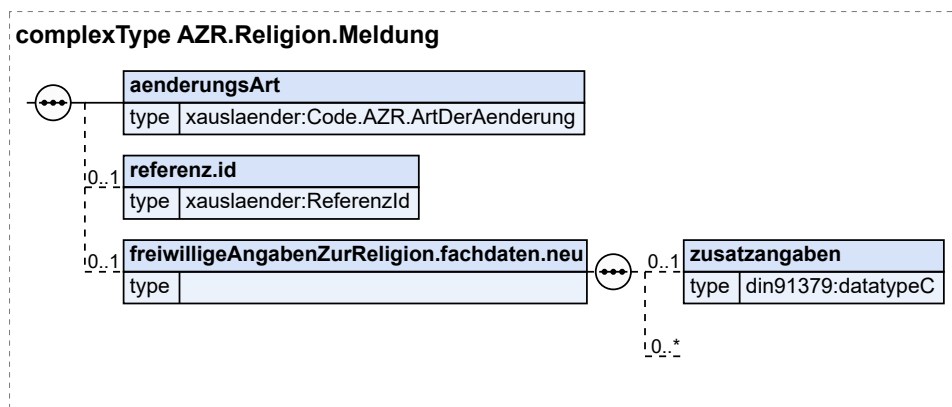 complexType AZR.Religion.Meldung
aenderungsArt
type xauslaender:Code.AZR.ArtDerAenderung
0..1 referenz.id
type xauslaender:ReferenzId
0..1 freiwilligeAngabenZurReligion.fachdaten.neu
type
0..1 zusatzangaben
type din91379:datatypeC
0..*